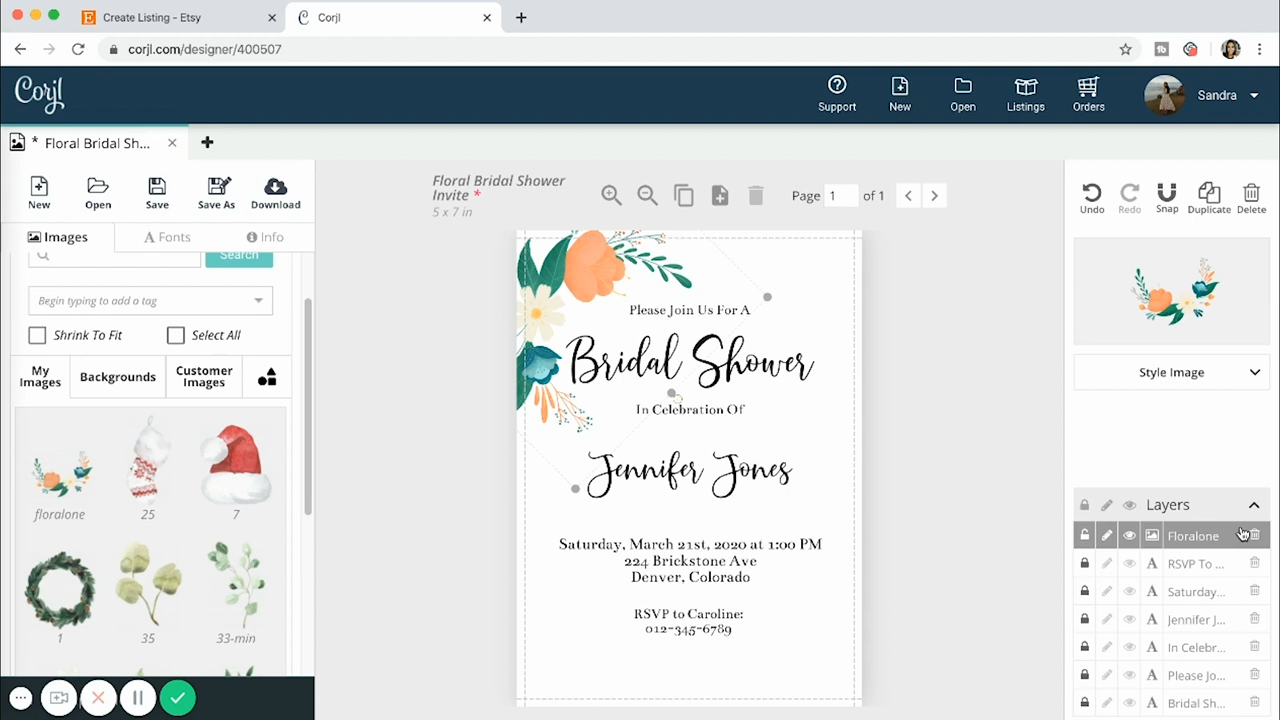 Create Listing - Etsy
Corjl
corjl.com/designer/400507
Corjl
Support
New
Open
Listings
Orders
Sandra
* Floral Bridal Sh...
New
Open
Save
Save As
Download
Images
Fonts
Info
Search
Begin typing to add a tag
Shrink To Fit
Select All
My Images
Backgrounds
Customer Images
floralone
25
7
1
35
33-min
Floral Bridal Shower
Invite *
5 x 7 in
Page 1 of 1
Please Join Us For A
Bridal Shower
In Celebration Of
Jennifer Jones
Saturday, March 21st, 2020 at 1:00 PM
224 Brickstone Ave
Denver, Colorado
RSVP to Caroline:
012-345-6789
Undo
Redo
Snap
Duplicate
Delete
Style Image
Layers
Floralone
RSVP To ...
Saturday...
Jennifer J...
In Celebr...
Please Jo...
Bridal Sh...